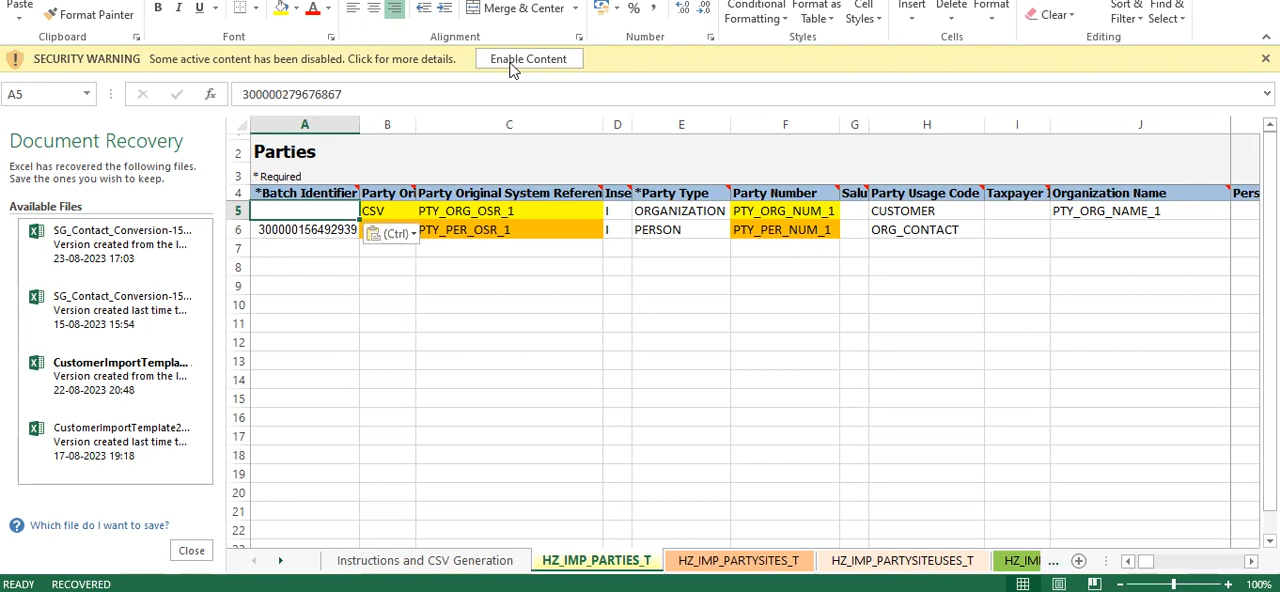 Paste Format Painter B I U A Merge & Center % , Conditional Formatting Format as Table Cell Styles Insert Delete Format Clear Sort & Filter Find & Select
Clipboard Font Alignment Number Styles Cells Editing
SECURITY WARNING Some active content has been disabled. Click for more details. Enable Content
A5 fx 300000279676867
Document Recovery
Excel has recovered the following files.
Save the ones you wish to keep.
Available Files
SG_Contact_Conversion-15...
Version created from the l...
23-08-2023 17:03
SG_Contact_Conversion-15...
Version created last time t...
15-08-2023 15:54
CustomerImportTempla...
Version created from the l...
22-08-2023 20:48
CustomerImportTemplate2...
Version created last time t...
17-08-2023 19:18
Which file do I want to save?
Close
A B C D E F G H I J
2 Parties
3 * Required
4 *Batch Identifier Party Ori Party Original System Referen Inse *Party Type Party Number Salu Party Usage Code Taxpayer I Organization Name Pers
5 CSV PTY_ORG_OSR_1 I ORGANIZATION PTY_ORG_NUM_1 CUSTOMER PTY_ORG_NAME_1
6 300000156492939 (Ctrl) PTY_PER_OSR_1 I PERSON PTY_PER_NUM_1 ORG_CONTACT
7
8
9
10
11
12
13
14
15
16
17
18
19
20
21
22
Instructions and CSV Generation HZ_IMP_PARTIES_T HZ_IMP_PARTYSITES_T HZ_IMP_PARTYSITEUSES_T HZ_IMI ...
READY RECOVERED 100%